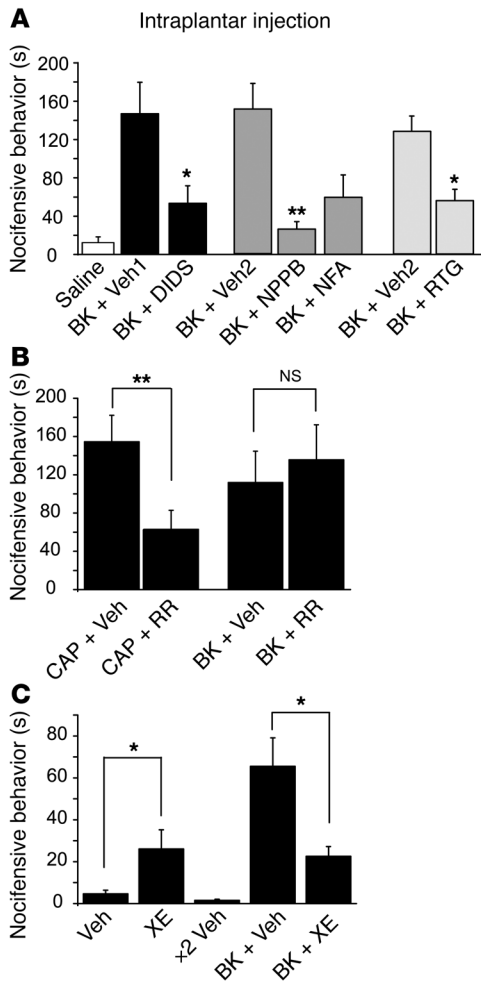 A
Intraplantar injection
Nocifensive behavior (s)
200
160
120
80
40
0
*
**
*
Saline
BK + Veh1
BK + DIDS
BK + Veh2
BK + NPPB
BK + NFA
BK + Veh2
BK + RTG
B
Nocifensive behavior (s)
200
160
120
80
40
0
**
NS
CAP + Veh
CAP + RR
BK + Veh
BK + RR
C
Nocifensive behavior (s)
80
60
40
20
0
*
*
Veh
XE
x2 Veh
BK + Veh
BK + XE